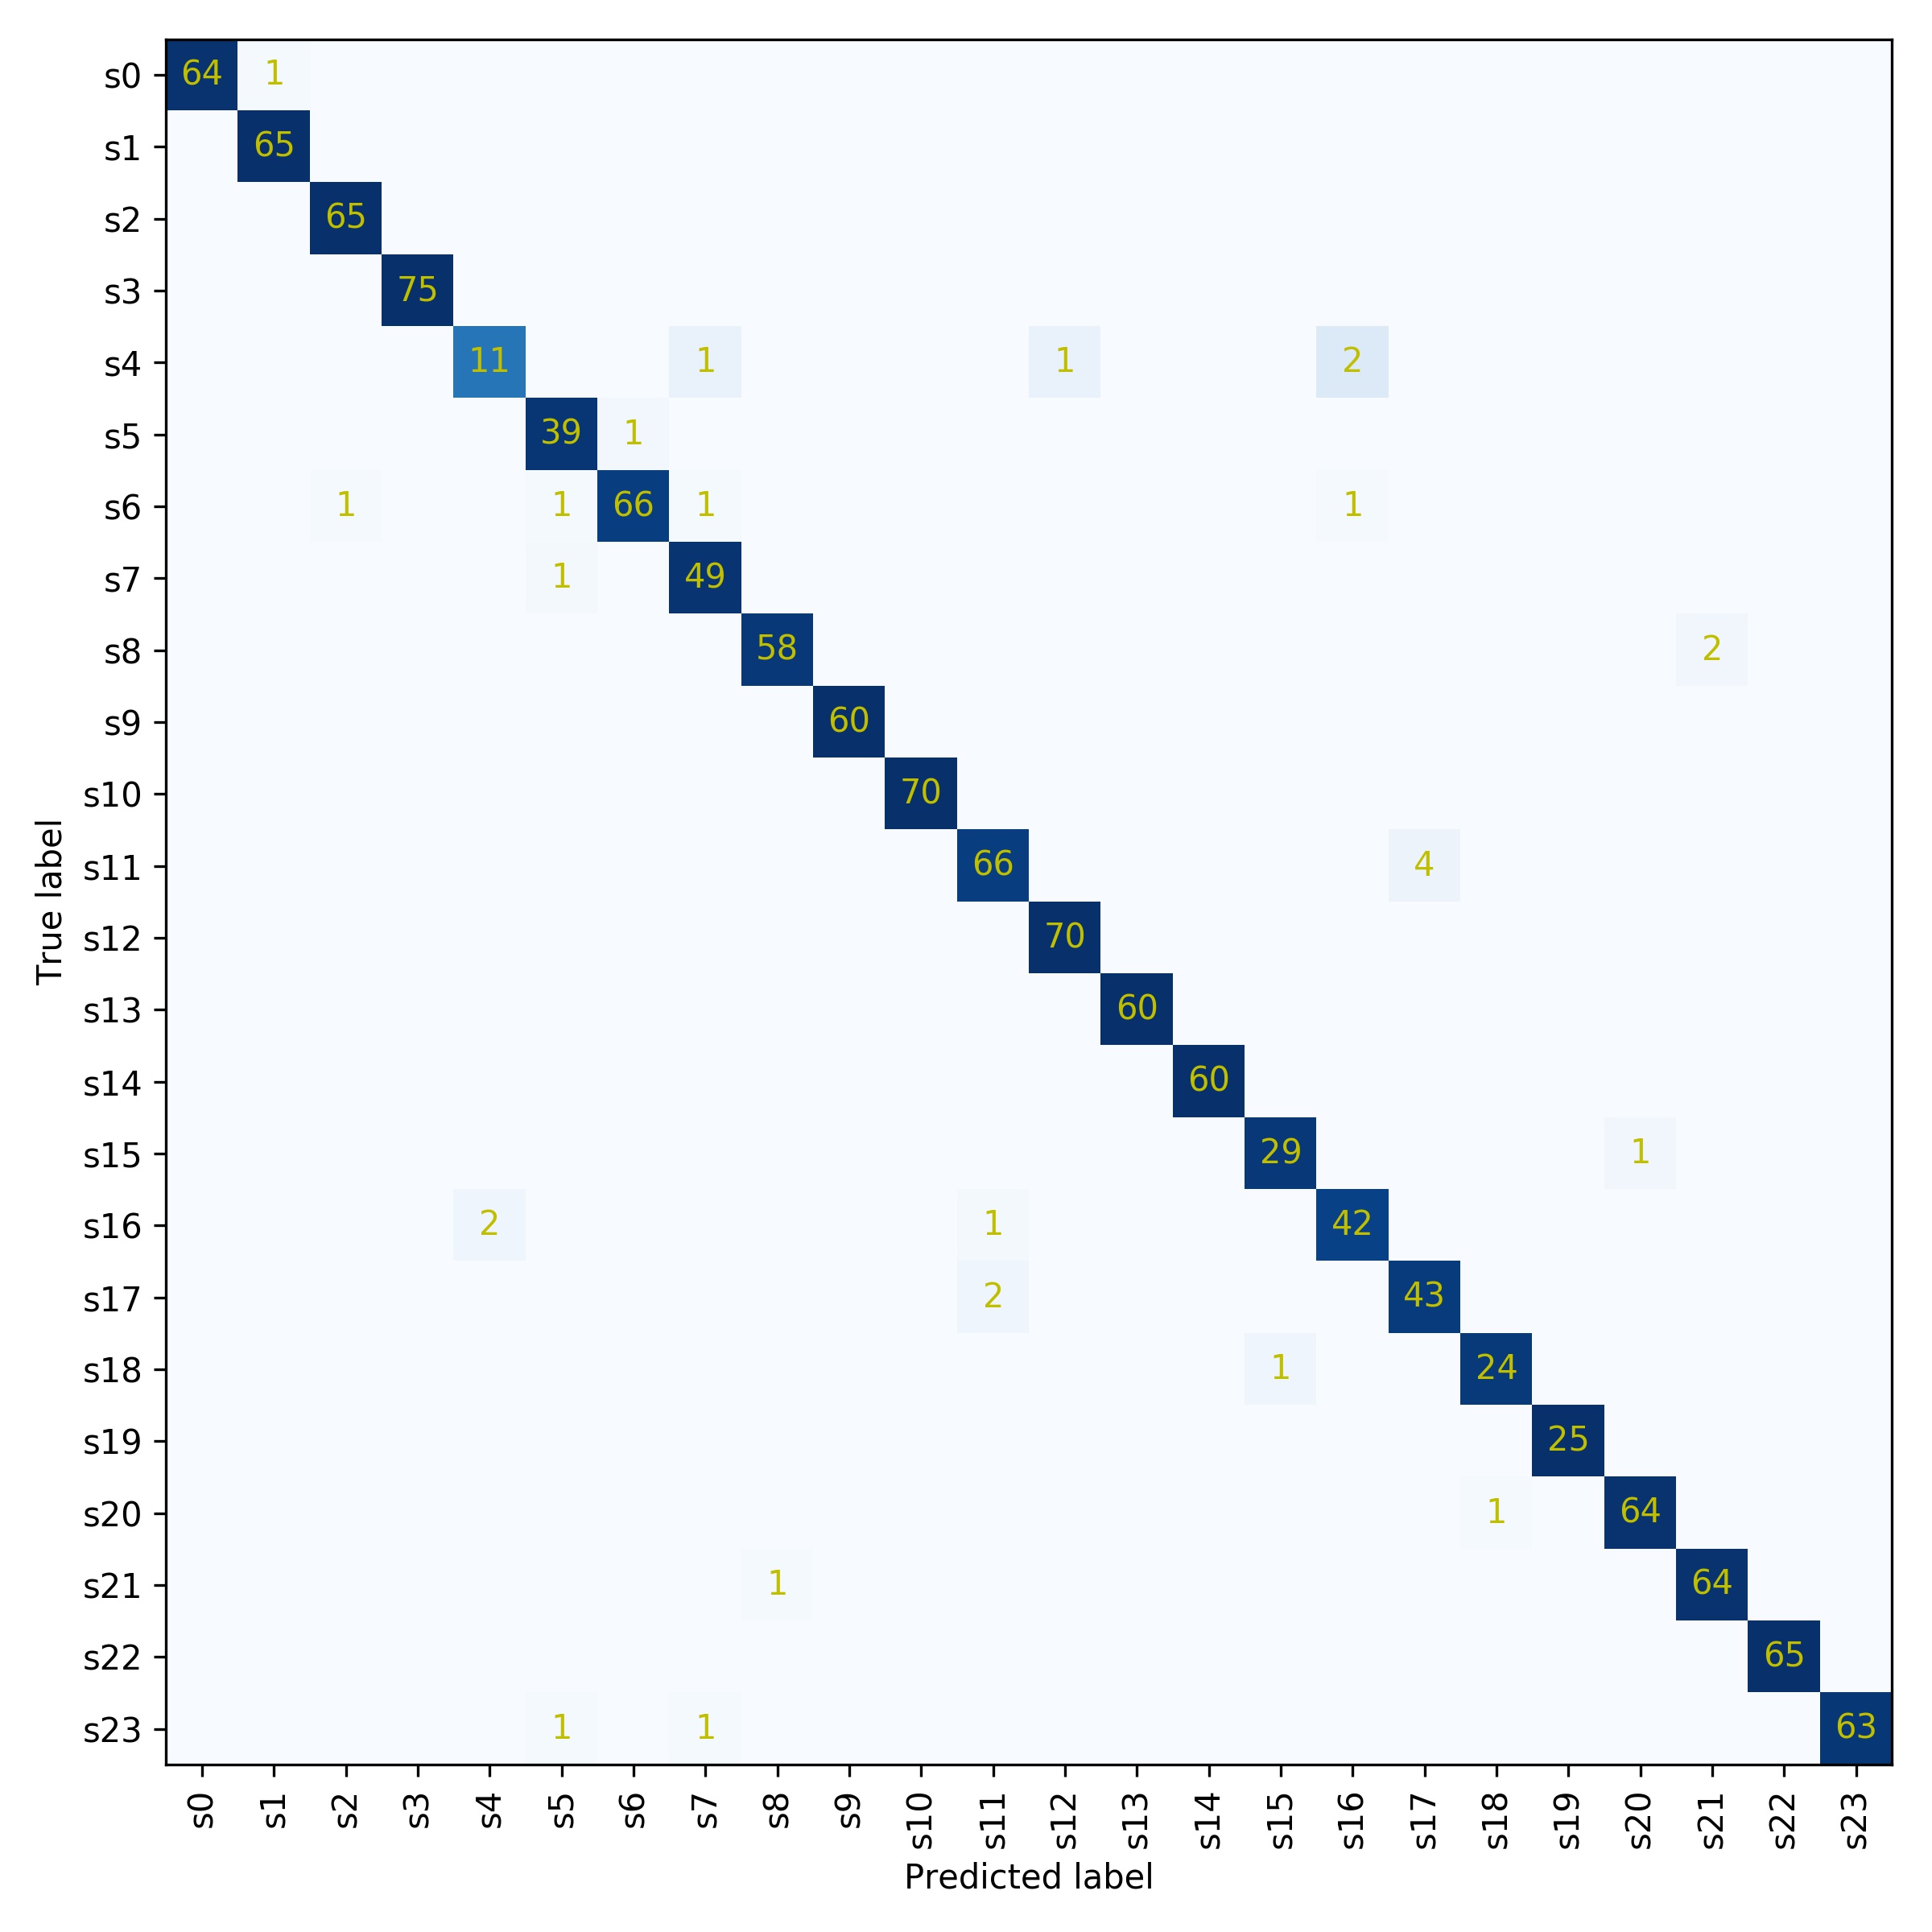 s0 64 1
s1 65
s2 65
s3 75
s4 11 1 1 2
s5 39 1
s6 1 1 66 1 1
s7 1 49
s8 58 2
s9 60
s10 70
s11 66 4
s12 70
s13 60
s14 60
s15 29 1
s16 2 1 42
s17 2 43
s18 1 24
s19 25
s20 1 64
s21 1 64
s22 65
s23 1 1 63
True label
s0 s1 s2 s3 s4 s5 s6 s7 s8 s9 s10 s11 s12 s13 s14 s15 s16 s17 s18 s19 s20 s21 s22 s23
Predicted label